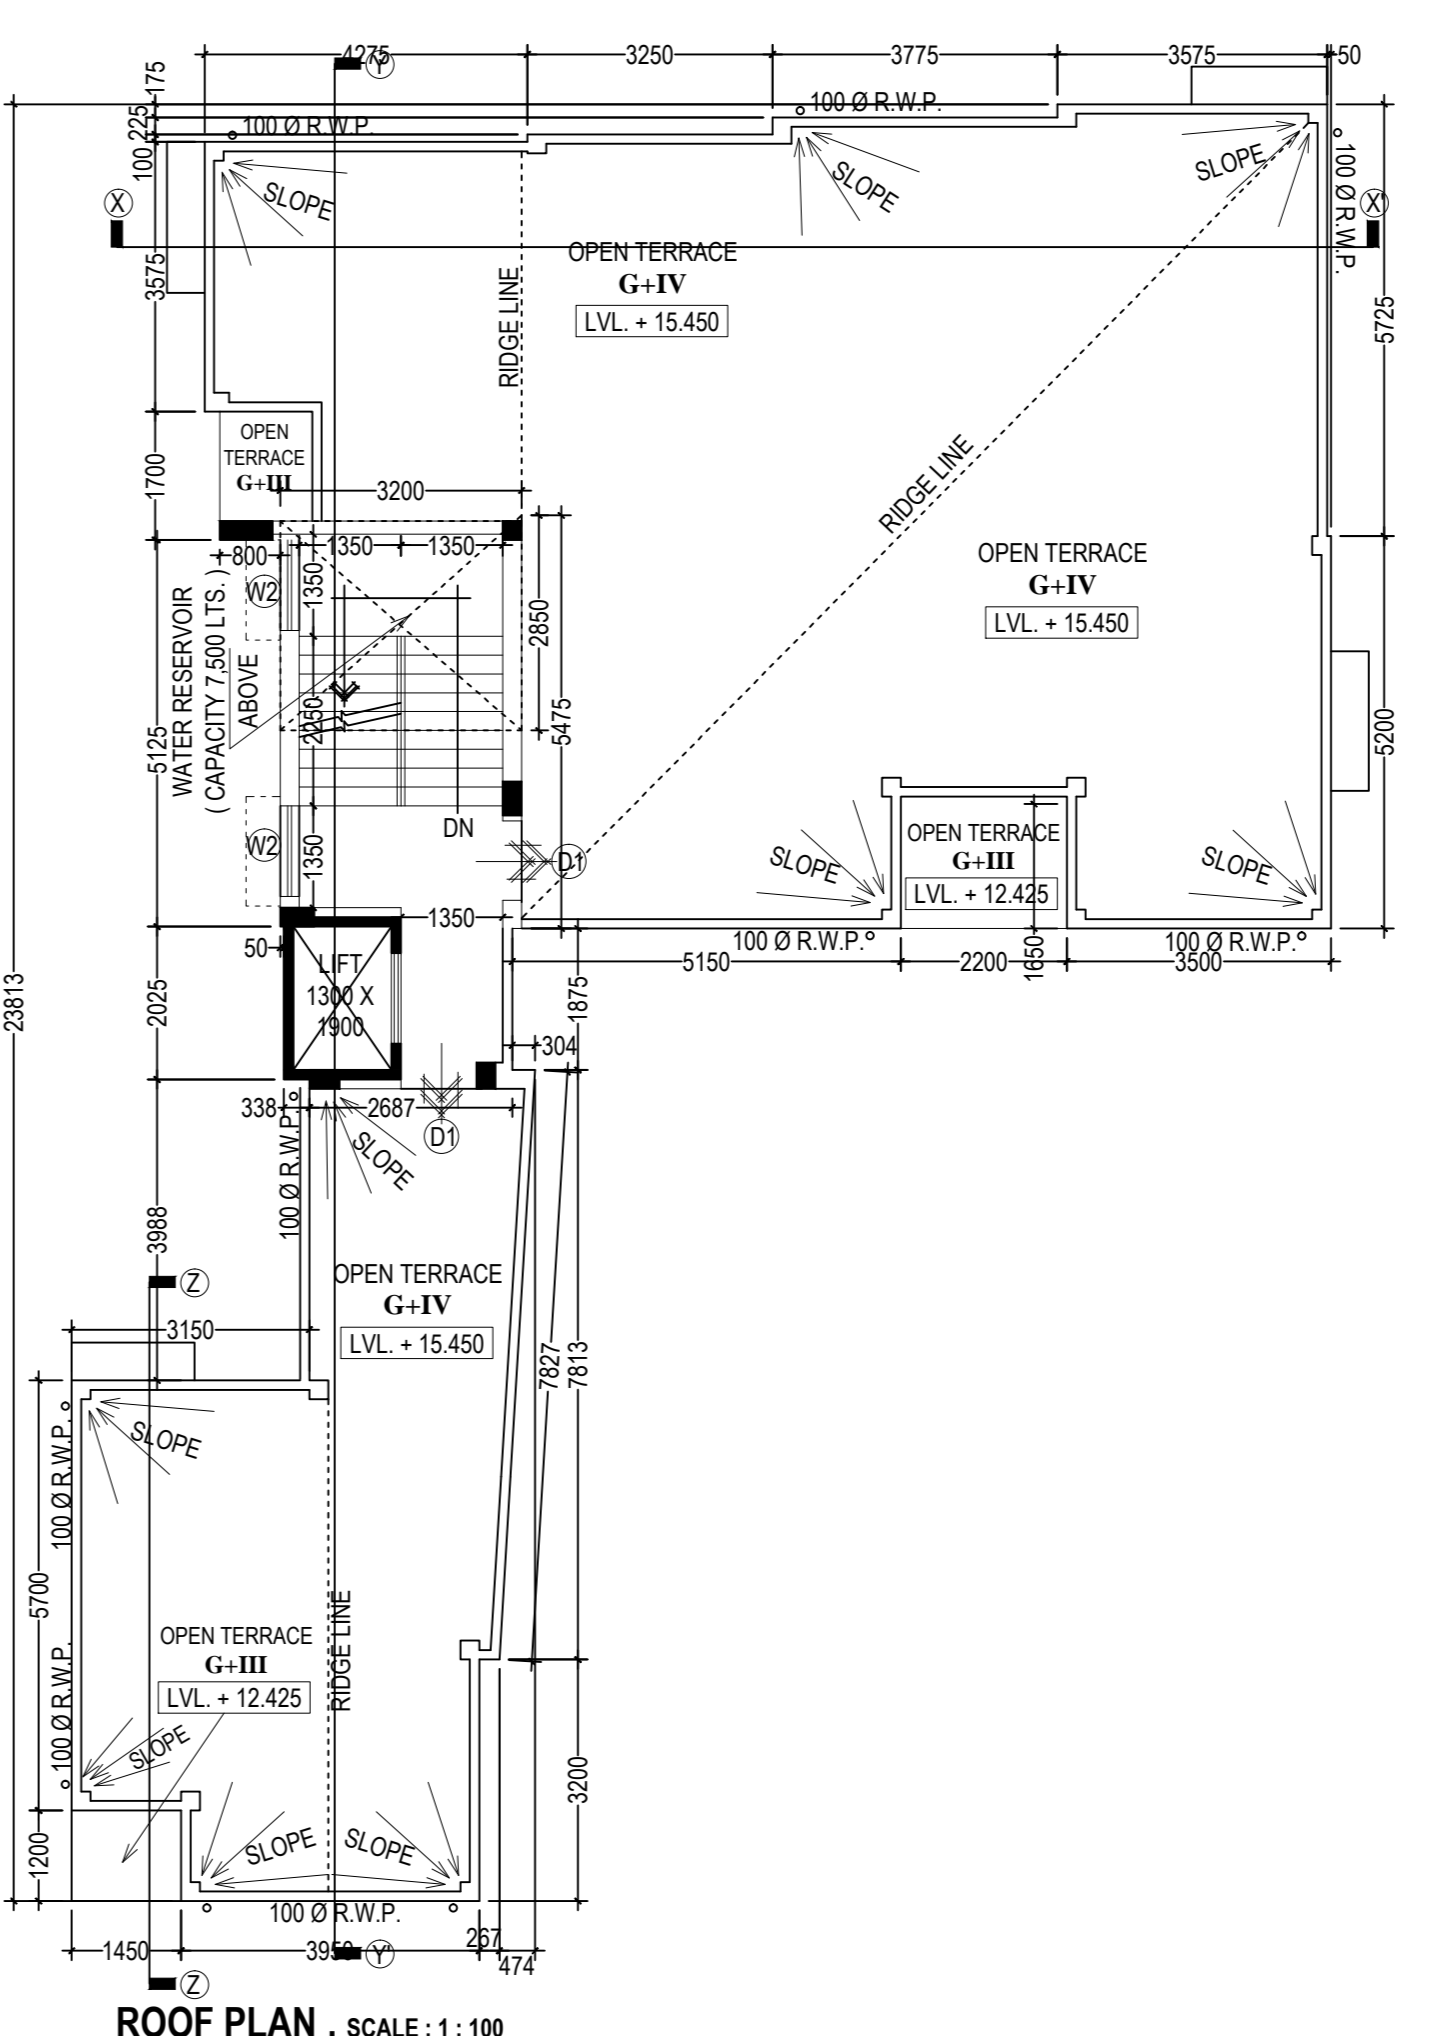 4275
3250
3775
3575
50
Y
175
225
100
100 Ø R.W.P.
100 Ø R.W.P.
100 Ø R.W.P.
SLOPE
SLOPE
SLOPE
X
X'
3575
OPEN TERRACE
G+IV
LVL. + 15.450
RIDGE LINE
5725
RIDGE LINE
OPEN
TERRACE
G+III
1700
3200
800
1350
1350
1350
W2
2850
5475
OPEN TERRACE
G+IV
LVL. + 15.450
WATER RESERVOIR
( CAPACITY 7,500 LTS. )
ABOVE
5125
2250
5200
DN
W2
1350
D1
SLOPE
OPEN TERRACE
G+III
LVL. + 12.425
SLOPE
1350
50
100 Ø R.W.P.
100 Ø R.W.P.
5150
2200
1650
3500
LIFT
1300 X
1900
23813
2025
1875
304
338
2687
D1
100 Ø R.W.P.
SLOPE
3988
Z
OPEN TERRACE
G+IV
LVL. + 15.450
3150
7827
7813
SLOPE
100 Ø R.W.P.
5700
RIDGE LINE
OPEN TERRACE
G+III
LVL. + 12.425
100 Ø R.W.P.
SLOPE
3200
1200
SLOPE
SLOPE
100 Ø R.W.P.
1450
3950
Y'
267
474
Z
ROOF PLAN . SCALE : 1 : 100